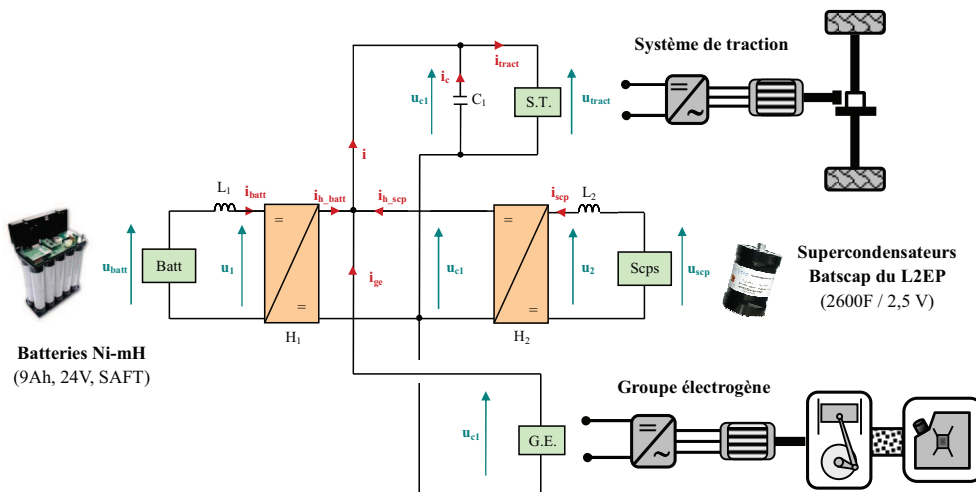 Système de traction
i_tract
i_c
u_c1
C₁
S.T.
u_tract
i
L₁
i_batt
i_h_batt
i_h_scp
i_scp
L₂
=
=
u_batt
Batt
u₁
=
=
H₁
u_c1
H₂
u₂
Scps
u_scp
i_ge
Supercondensateurs
Batscap du L2EP
(2600F / 2,5 V)
Batteries Ni-mH
(9Ah, 24V, SAFT)
Groupe électrogène
u_c1
G.E.